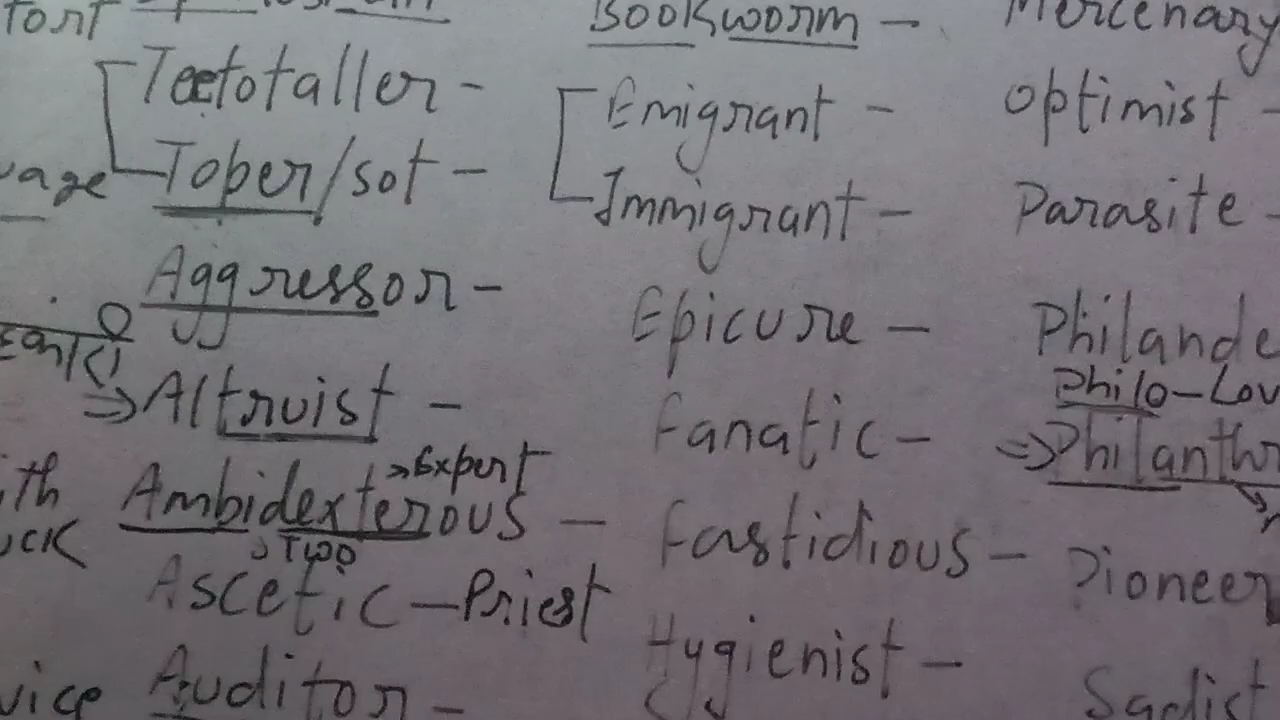 Bookworm -
Mercenary
Teetotaller -
Emigrant -
Optimist -
Tober/sot -
Immigrant -
Parasite -
Aggressor -
Epicure -
Philande
Altruist -
Philo-Lov
Fanatic -
⇒Philanthr
Expert
Ambidexterous -
Two
Fastidious -
Pioneer
Ascetic - Priest
Hygienist -
Auditor -
Sadist